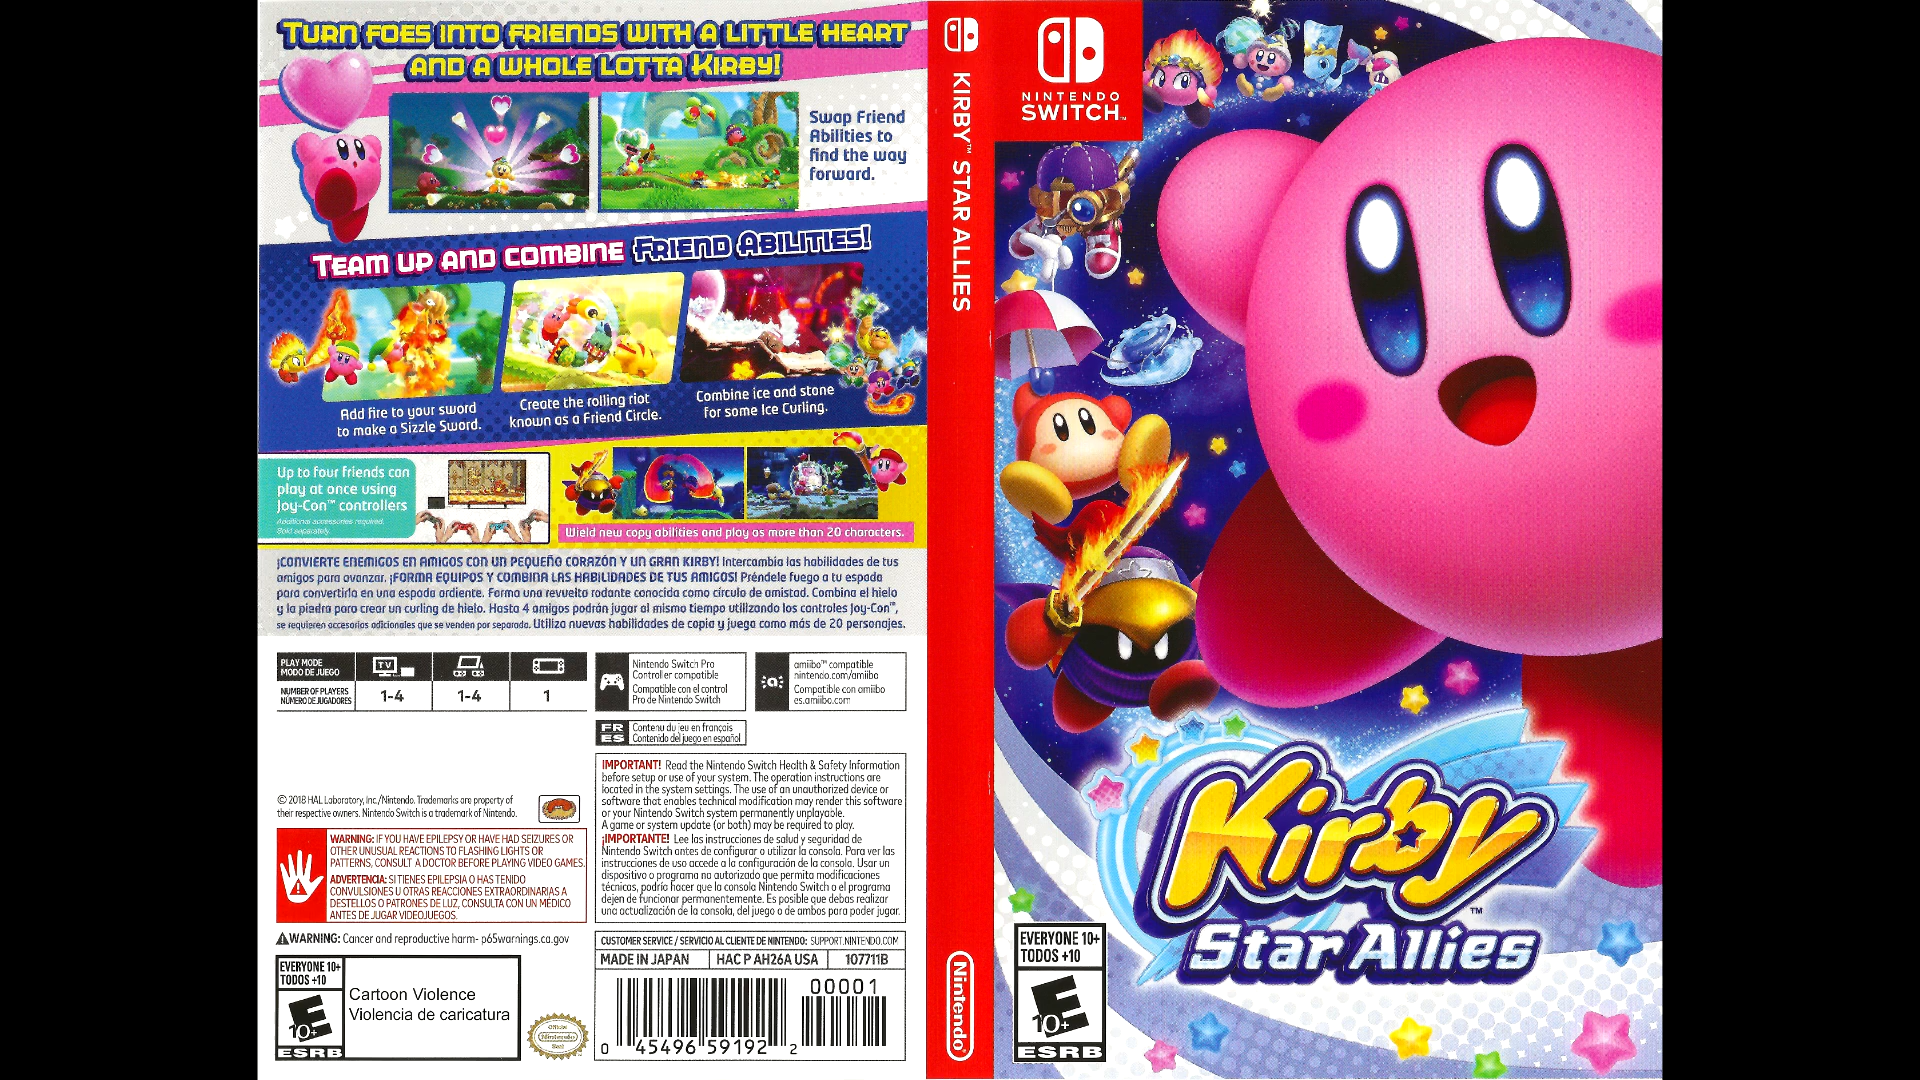 TURN FOES INTO FRIENDS WITH A LITTLE HEART
AND A WHOLE LOTTA KIRBY!
Swap Friend
Abilities to
find the way
forward.
TEAM UP AND COMBINE FRIEND ABILITIES!
Add fire to your sword
to make a Sizzle Sword.
Create the rolling riot
known as a Friend Circle.
Combine ice and stone
for some Ice Curling.
Up to four friends can
play at once using
Joy-Con™ controllers
Additional accessories required.
Sold separately.
Wield new copy abilities and play as more than 20 characters.
¡CONVIERTE ENEMIGOS EN AMIGOS CON UN PEQUEÑO CORAZÓN Y UN GRAN KIRBY! Intercambia las habilidades de tus
amigos para avanzar. ¡FORMA EQUIPOS Y COMBINA LAS HABILIDADES DE TUS AMIGOS! Préndele fuego a tu espada
para convertirla en una espada ardiente. Forma una revuelta rodante conocida como círculo de amistad. Combina el hielo
y la piedra para crear un curling de hielo. Hasta 4 amigos podrán jugar al mismo tiempo utilizando los controles Joy-Con™,
se requieren accesorios adicionales que se venden por separado. Utiliza nuevas habilidades de copia y juega como más de 20 personajes.
PLAY MODE
MODO DE JUEGO
TV
NUMBER OF PLAYERS
NÚMERO DE JUGADORES
1-4
1-4
1
Nintendo Switch Pro
Controller compatible
Compatible con el control
Pro de Nintendo Switch
amiibo™ compatible
nintendo.com/amiibo
Compatible con amiibo
es.amiibo.com
FR
ES
Contenu du jeu en français
Contenido del juego en español
© 2018 HAL Laboratory, Inc./Nintendo. Trademarks are property of
their respective owners. Nintendo Switch is a trademark of Nintendo.
WARNING: IF YOU HAVE EPILEPSY OR HAVE HAD SEIZURES OR
OTHER UNUSUAL REACTIONS TO FLASHING LIGHTS OR
PATTERNS, CONSULT A DOCTOR BEFORE PLAYING VIDEO GAMES.
ADVERTENCIA: SI TIENES EPILEPSIA O HAS TENIDO
CONVULSIONES U OTRAS REACCIONES EXTRAORDINARIAS A
DESTELLOS O PATRONES DE LUZ, CONSULTA CON UN MÉDICO
ANTES DE JUGAR VIDEOJUEGOS.
WARNING: Cancer and reproductive harm- p65warnings.ca.gov
EVERYONE 10+
TODOS +10
E
10+
ESRB
Cartoon Violence
Violencia de caricatura
Official
Nintendo
Seal
IMPORTANT! Read the Nintendo Switch Health & Safety Information
before setup or use of your system. The operation instructions are
located in the system settings. The use of an unauthorized device or
software that enables technical modification may render this software
or your Nintendo Switch system permanently unplayable.
A game or system update (or both) may be required to play.
¡IMPORTANTE! Lee las instrucciones de salud y seguridad de
Nintendo Switch antes de configurar o utilizar la consola. Para ver las
instrucciones de uso accede a la configuración de la consola. Usar un
dispositivo o programa no autorizado que permita modificaciones
técnicas, podría hacer que la consola Nintendo Switch o el programa
dejen de funcionar permanentemente. Es posible que debas realizar
una actualización de la consola, del juego o de ambos para poder jugar.
CUSTOMER SERVICE / SERVICIO AL CLIENTE DE NINTENDO: SUPPORT.NINTENDO.COM
MADE IN JAPAN
HAC P AH26A USA
107711B
00001
0 45496 59192 2
KIRBY™ STAR ALLIES
Nintendo
NINTENDO
SWITCH™
Kirby™
Star Allies
EVERYONE 10+
TODOS +10
E
10+
ESRB